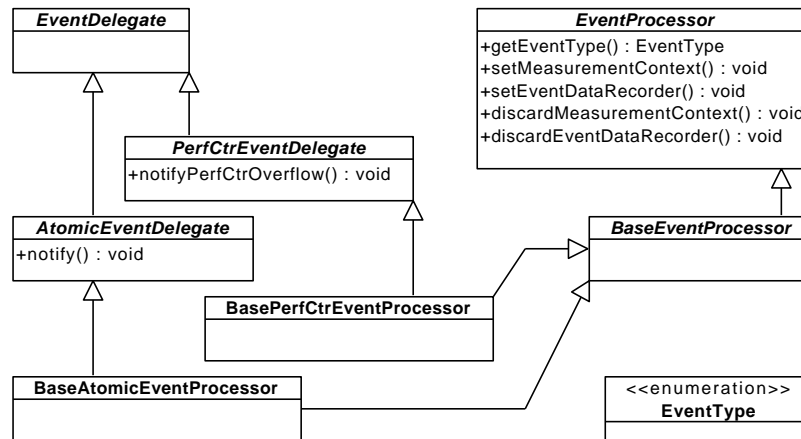 EventDelegate
EventProcessor
+getEventType() : EventType
+setMeasurementContext() : void
+setEventDataRecorder() : void
+discardMeasurementContext() : void
+discardEventDataRecorder() : void
PerfCtrEventDelegate
+notifyPerfCtrOverflow() : void
AtomicEventDelegate
+notify() : void
BaseEventProcessor
BasePerfCtrEventProcessor
BaseAtomicEventProcessor
<<enumeration>>
EventType